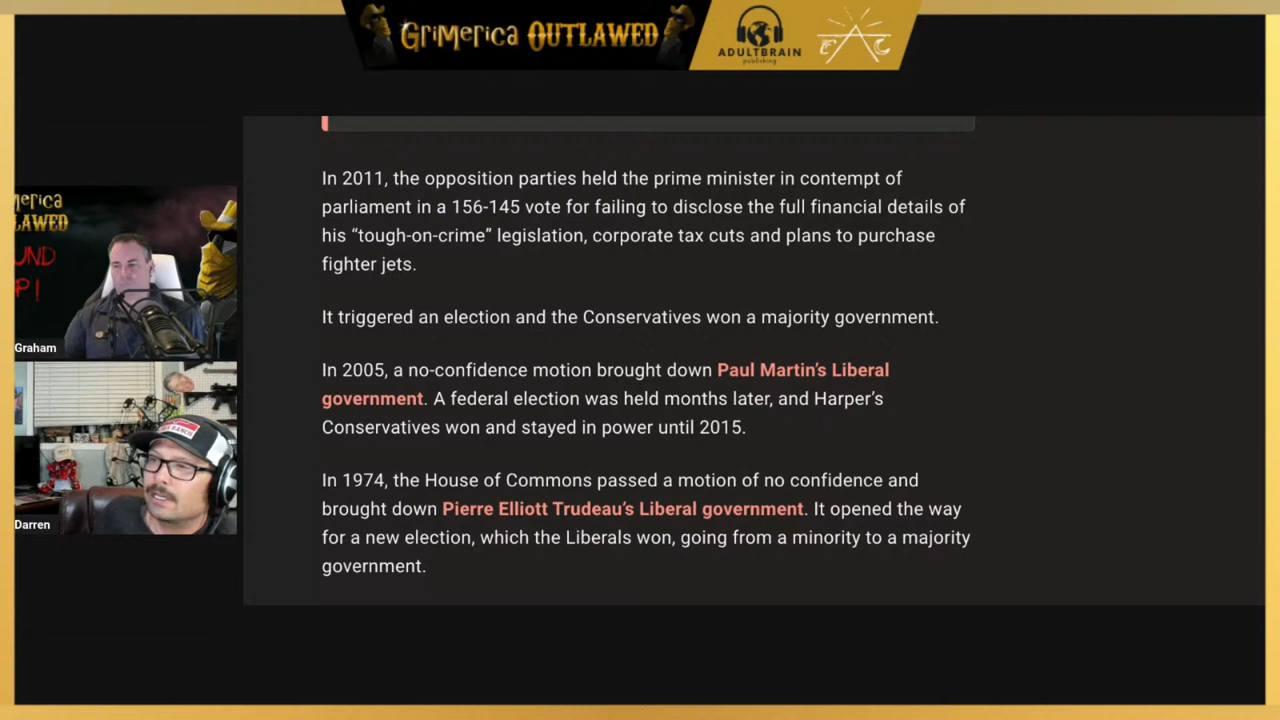 GRIMERICA OUTLAWED
ADULTBRAIN
publishing
In 2011, the opposition parties held the prime minister in contempt of
parliament in a 156-145 vote for failing to disclose the full financial details of
his “tough-on-crime” legislation, corporate tax cuts and plans to purchase
fighter jets.
It triggered an election and the Conservatives won a majority government.
In 2005, a no-confidence motion brought down Paul Martin’s Liberal
government. A federal election was held months later, and Harper’s
Conservatives won and stayed in power until 2015.
In 1974, the House of Commons passed a motion of no confidence and
brought down Pierre Elliott Trudeau’s Liberal government. It opened the way
for a new election, which the Liberals won, going from a minority to a majority
government.
Graham
Darren